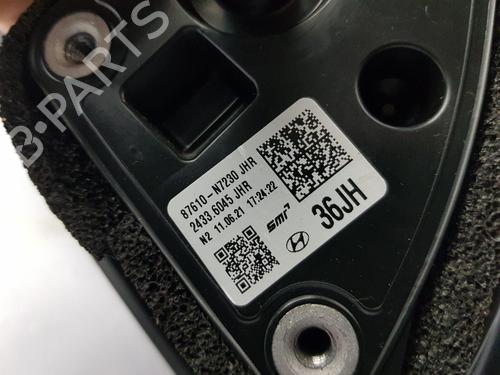 87610-N7230 JHR
2433.6045 JHR
N2 11.06.21 17:24:22
smr
36JH
B-PARTS